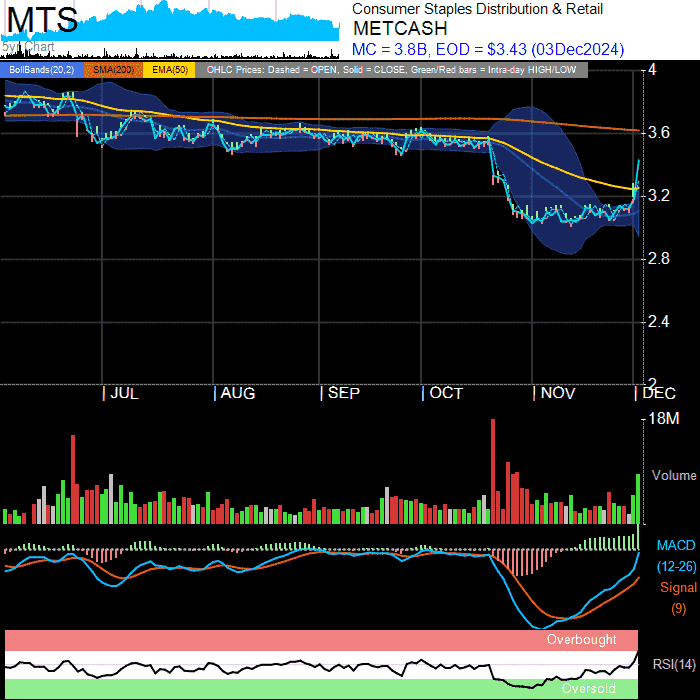 MTS
Consumer Staples Distribution & Retail
METCASH
5yr Chart
MC = 3.8B, EOD = $3.43 (03Dec2024)
BollBands(20,2) SMA(200) EMA(50) OHLC Prices: Dashed = OPEN, Solid = CLOSE, Green/Red bars = Intra-day HIGH/LOW
4
3.6
3.2
2.8
2.4
2
JUL AUG SEP OCT NOV DEC
18M
Volume
MACD
(12-26)
Signal
(9)
Overbought
RSI(14)
Oversold